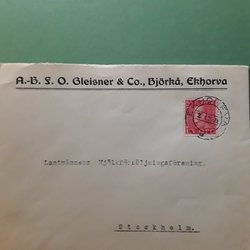 A.-B. F. O. Gleisner & Co., Björkå, Ekhorva
Lantmännens Mjölkförsäljningsförening.
Stockholm.